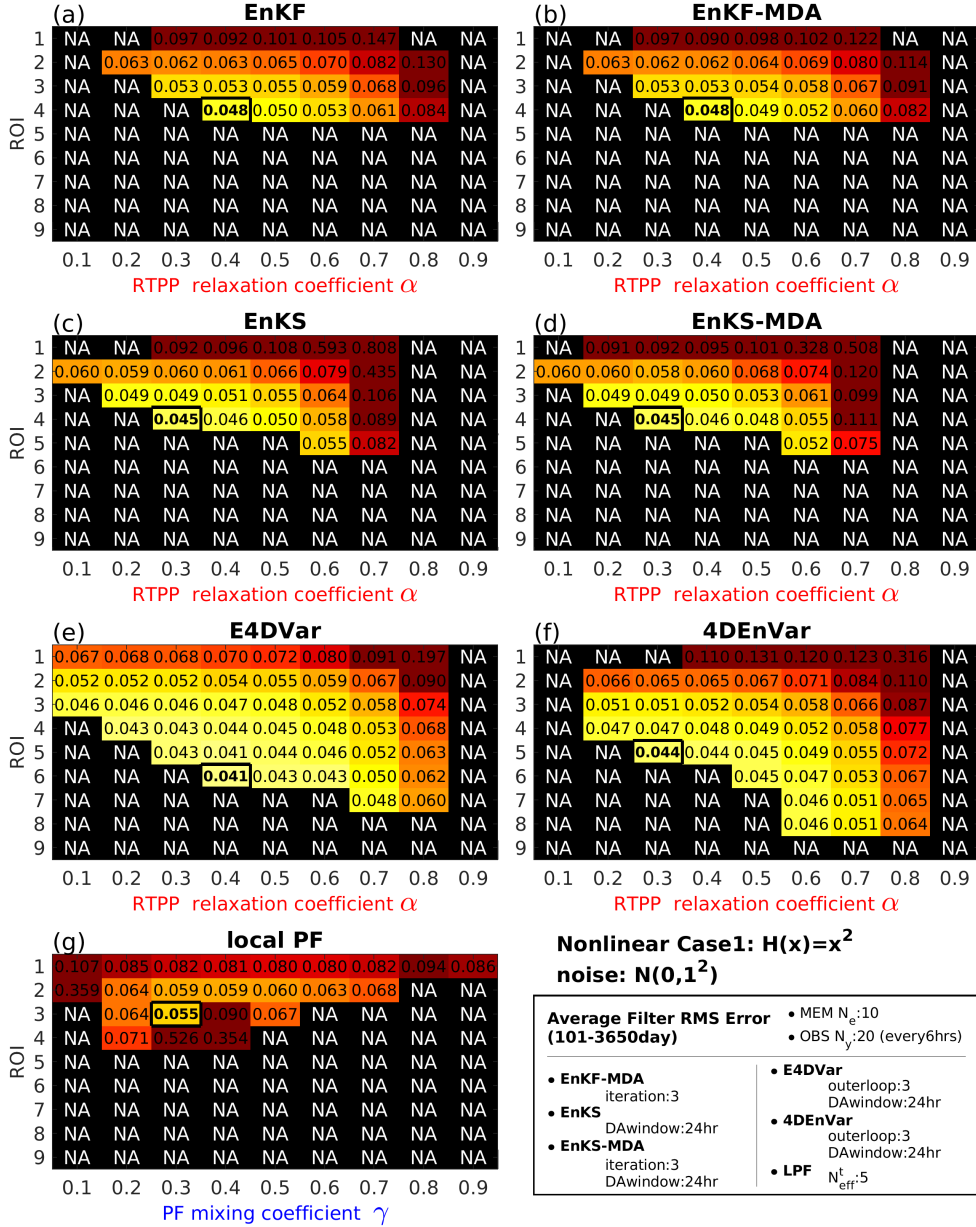 (a) EnKF
1 NA NA 0.097 0.092 0.101 0.105 0.147 NA NA
2 NA 0.063 0.062 0.063 0.065 0.070 0.082 0.130 NA
3 NA NA 0.053 0.053 0.055 0.059 0.068 0.096 NA
4 NA NA NA 0.048 0.050 0.053 0.061 0.084 NA
5 NA NA NA NA NA NA NA NA NA
6 NA NA NA NA NA NA NA NA NA
7 NA NA NA NA NA NA NA NA NA
8 NA NA NA NA NA NA NA NA NA
9 NA NA NA NA NA NA NA NA NA
ROI
0.1 0.2 0.3 0.4 0.5 0.6 0.7 0.8 0.9
RTPP relaxation coefficient α
(b) EnKF-MDA
1 NA NA 0.097 0.090 0.098 0.102 0.122 NA NA
2 NA 0.063 0.062 0.062 0.064 0.069 0.080 0.114 NA
3 NA NA 0.053 0.053 0.054 0.058 0.067 0.091 NA
4 NA NA NA 0.048 0.049 0.052 0.060 0.082 NA
5 NA NA NA NA NA NA NA NA NA
6 NA NA NA NA NA NA NA NA NA
7 NA NA NA NA NA NA NA NA NA
8 NA NA NA NA NA NA NA NA NA
9 NA NA NA NA NA NA NA NA NA
0.1 0.2 0.3 0.4 0.5 0.6 0.7 0.8 0.9
RTPP relaxation coefficient α
(c) EnKS
1 NA NA 0.092 0.096 0.108 0.593 0.808 NA NA
2 0.060 0.059 0.060 0.061 0.066 0.079 0.435 NA NA
3 NA 0.049 0.049 0.051 0.055 0.064 0.106 NA NA
4 NA NA 0.045 0.046 0.050 0.058 0.089 NA NA
5 NA NA NA NA NA 0.055 0.082 NA NA
6 NA NA NA NA NA NA NA NA NA
7 NA NA NA NA NA NA NA NA NA
8 NA NA NA NA NA NA NA NA NA
9 NA NA NA NA NA NA NA NA NA
ROI
0.1 0.2 0.3 0.4 0.5 0.6 0.7 0.8 0.9
RTPP relaxation coefficient α
(d) EnKS-MDA
1 NA NA 0.091 0.095 0.101 0.328 0.508 NA NA
2 0.060 0.060 0.058 0.060 0.068 0.074 0.120 NA NA
3 NA 0.049 0.049 0.050 0.053 0.061 0.099 NA NA
4 NA NA 0.045 0.046 0.048 0.055 0.111 NA NA
5 NA NA NA NA NA 0.052 0.075 NA NA
6 NA NA NA NA NA NA NA NA NA
7 NA NA NA NA NA NA NA NA NA
8 NA NA NA NA NA NA NA NA NA
9 NA NA NA NA NA NA NA NA NA
0.1 0.2 0.3 0.4 0.5 0.6 0.7 0.8 0.9
RTPP relaxation coefficient α
(e) E4DVar
1 0.067 0.068 0.068 0.070 0.072 0.080 0.091 0.197 NA
2 0.052 0.052 0.052 0.054 0.055 0.059 0.067 0.090 NA
3 0.046 0.046 0.046 0.047 0.048 0.052 0.058 0.074 NA
4 NA 0.043 0.043 0.044 0.045 0.048 0.053 0.068 NA
5 NA NA 0.043 0.041 0.044 0.046 0.052 0.063 NA
6 NA NA NA 0.041 0.043 0.043 0.050 0.062 NA
7 NA NA NA NA NA NA 0.048 0.060 NA
8 NA NA NA NA NA NA NA NA NA
9 NA NA NA NA NA NA NA NA NA
ROI
0.1 0.2 0.3 0.4 0.5 0.6 0.7 0.8 0.9
RTPP relaxation coefficient α
(f) 4DEnVar
1 NA NA NA 0.110 0.131 0.120 0.123 0.316 NA
2 NA 0.066 0.065 0.065 0.067 0.071 0.084 0.110 NA
3 NA 0.051 0.051 0.052 0.054 0.058 0.066 0.087 NA
4 NA 0.047 0.047 0.048 0.049 0.052 0.058 0.077 NA
5 NA NA 0.044 0.044 0.045 0.049 0.055 0.072 NA
6 NA NA NA NA 0.045 0.047 0.053 0.067 NA
7 NA NA NA NA NA 0.046 0.051 0.065 NA
8 NA NA NA NA NA 0.046 0.051 0.064 NA
9 NA NA NA NA NA NA NA NA NA
0.1 0.2 0.3 0.4 0.5 0.6 0.7 0.8 0.9
RTPP relaxation coefficient α
(g) local PF
1 0.107 0.085 0.082 0.081 0.080 0.080 0.082 0.094 0.086
2 0.359 0.064 0.059 0.059 0.060 0.063 0.068 NA NA
3 NA 0.064 0.055 0.090 0.067 NA NA NA NA
4 NA 0.071 0.526 0.354 NA NA NA NA NA
5 NA NA NA NA NA NA NA NA NA
6 NA NA NA NA NA NA NA NA NA
7 NA NA NA NA NA NA NA NA NA
8 NA NA NA NA NA NA NA NA NA
9 NA NA NA NA NA NA NA NA NA
ROI
0.1 0.2 0.3 0.4 0.5 0.6 0.7 0.8 0.9
PF mixing coefficient γ
Nonlinear Case1: H(x)=x²
noise: N(0,1²)
Average Filter RMS Error
(101-3650day)
• MEM N_e:10
• OBS N_y:20 (every6hrs)
• EnKF-MDA
iteration:3
• EnKS
DAwindow:24hr
• EnKS-MDA
iteration:3
DAwindow:24hr
• E4DVar
outerloop:3
DAwindow:24hr
• 4DEnVar
outerloop:3
DAwindow:24hr
• LPF N_eff^t:5